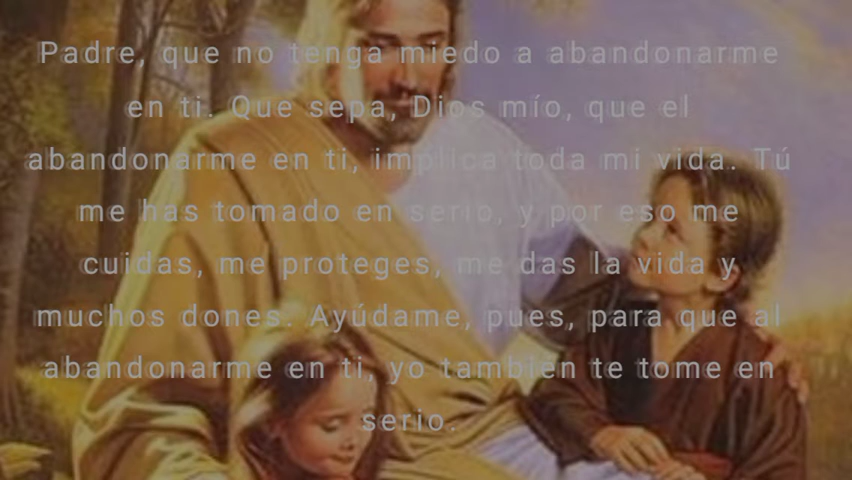 Padre, que no tenga miedo a abandonarme
en ti. Que sepa, Dios mío, que el
abandonarme en ti, implica toda mi vida. Tú
me has tomado en serio, y por eso me
cuidas, me proteges, me das la vida y
muchos dones. Ayúdame, pues, para que al
abandonarme en ti, yo también te tome en
serio.